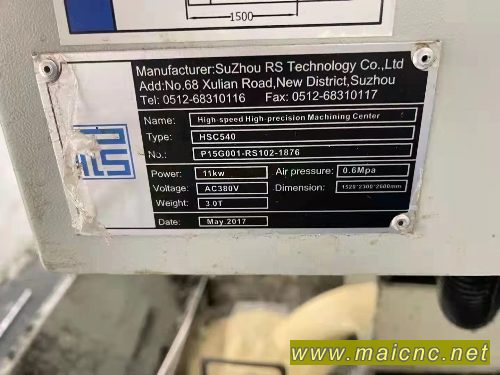 1500
Manufacturer:SuZhou RS Technology Co.,Ltd
Add:No.68 Xulian Road,New District,Suzhou
Tel: 0512-68310116 Fax: 0512-68310117
Name: High-speed High-precision Machining Center
Type: HSC540
No.: P15G001-RS102-1876
Power: 11kw Air pressure: 0.6Mpa
Voltage: AC380V Dimension: 1529*2300*2600mm
Weight: 3.0T
Date: May.2017
www.maicnc.net